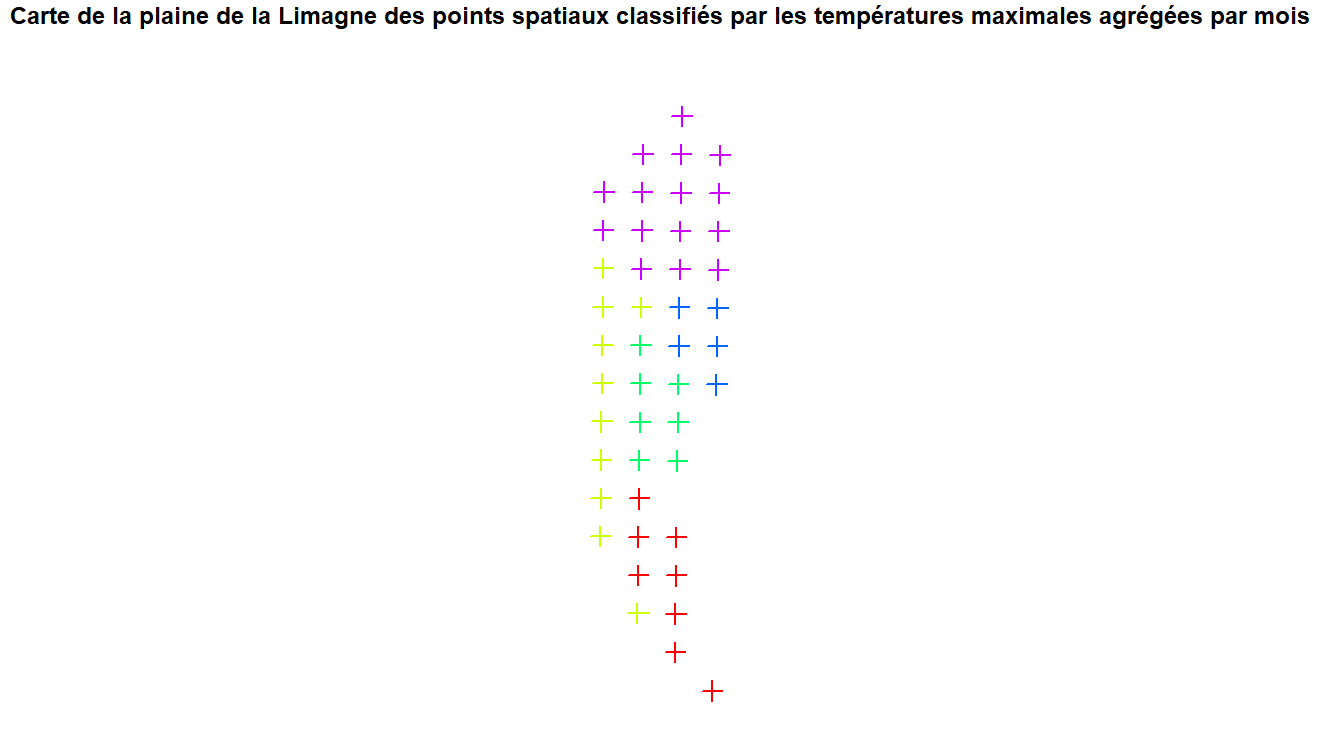 Carte de la plaine de la Limagne des points spatiaux classifiés par les températures maximales agrégées par mois